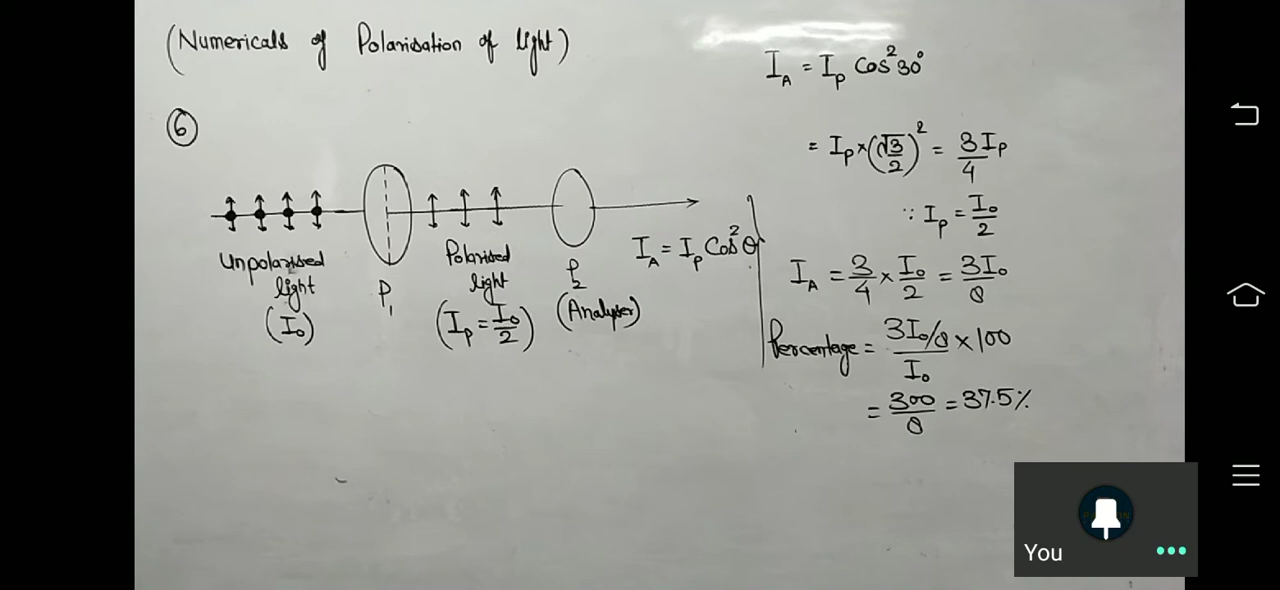 (Numericals of Polarisation of light)
⑥
Unpolarised
light
(I₀)
P₁
Polarised
light
(Iₚ = I₀/2)
P₂
(Analyser)
I_A = Iₚ Cos²θ
I_A = Iₚ Cos²30°
= Iₚ × (√3/2)² = 3Iₚ/4
∵ Iₚ = I₀/2
I_A = 3/4 × I₀/2 = 3I₀/8
Percentage = (3I₀/8)/I₀ × 100
= 300/8 = 37.5%
You